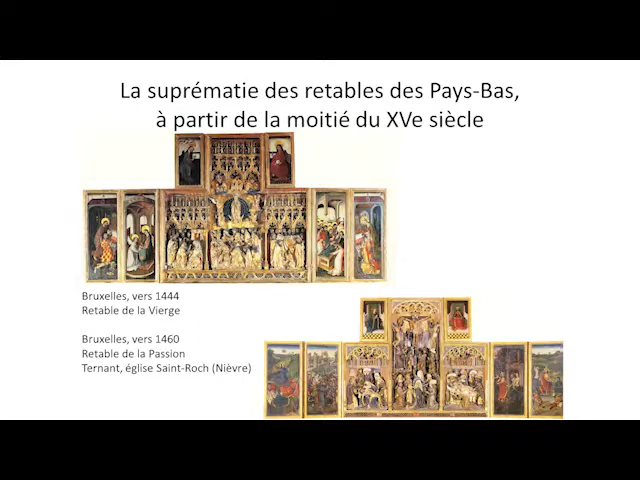 La suprématie des retables des Pays-Bas,
à partir de la moitié du XVe siècle
Bruxelles, vers 1444
Retable de la Vierge
Bruxelles, vers 1460
Retable de la Passion
Ternant, église Saint-Roch (Nièvre)